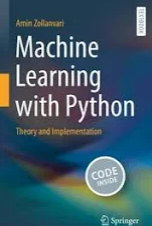 Amin Zollanvari
Machine
Learning
with Python
Theory and Implementation
CODE
INSIDE
Springer